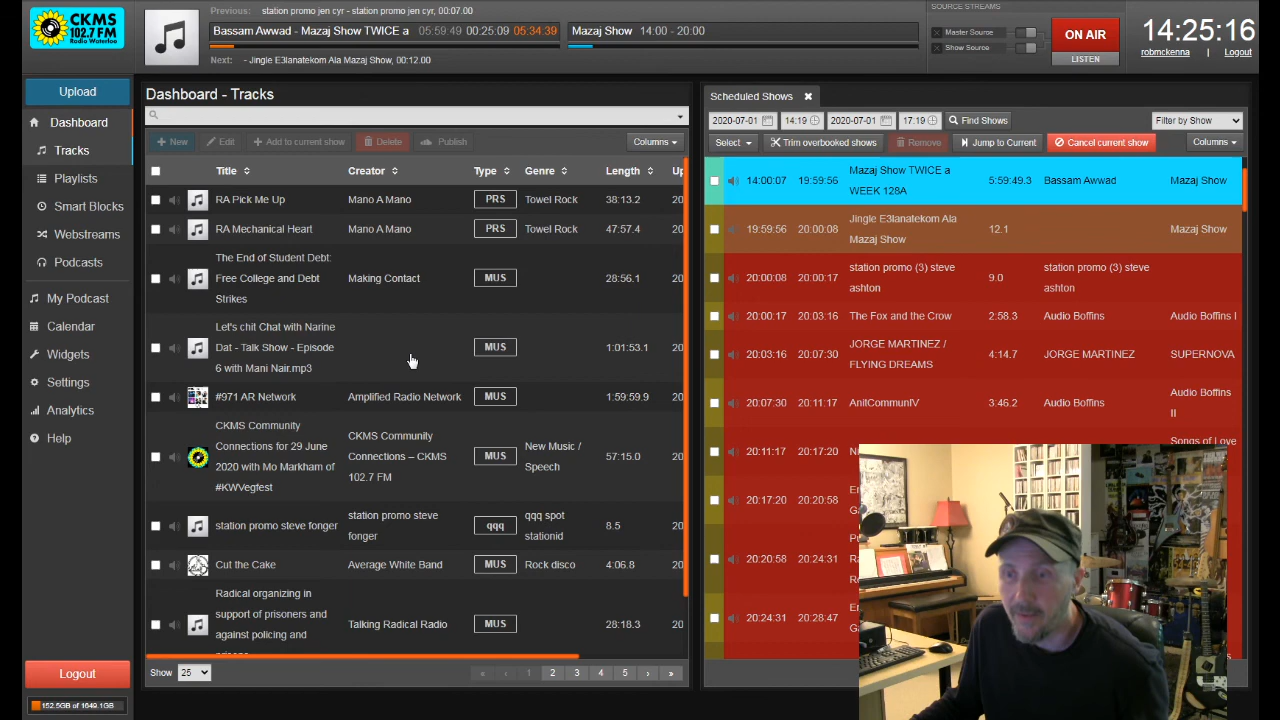 CKMS
102.7 FM
Radio Waterloo
Previous: station promo jen cyr - station promo jen cyr, 00:07.00
Bassam Awwad - Mazaj Show TWICE a 05:59:49 00:25:09 05:34:39
Mazaj Show 14:00 - 20:00
Next: - Jingle E3lanatekom Ala Mazaj Show, 00:12.00
SOURCE STREAMS
Master Source
Show Source
ON AIR
LISTEN
14:25:16
robmckenna | Logout
Upload
Dashboard
Tracks
Playlists
Smart Blocks
Webstreams
Podcasts
My Podcast
Calendar
Widgets
Settings
Analytics
Help
Logout
152.5GB of 1649.1GB
Dashboard - Tracks
+ New Edit + Add to current show Delete Publish Columns
Title Creator Type Genre Length Up
RA Pick Me Up Mano A Mano PRS Towel Rock 38:13.2 20
RA Mechanical Heart Mano A Mano PRS Towel Rock 47:57.4 20
The End of Student Debt:
Free College and Debt Making Contact MUS 28:56.1 20
Strikes
Let's chit Chat with Narine
Dat - Talk Show - Episode MUS 1:01:53.1 20
6 with Mani Nair.mp3
#971 AR Network Amplified Radio Network MUS 1:59:59.9 20
CKMS Community
Connections for 29 June
2020 with Mo Markham of
#KWVegfest
CKMS Community
Connections – CKMS
102.7 FM
MUS
New Music /
Speech
57:15.0 20
station promo steve fonger
station promo steve
fonger
qqq
qqq spot
stationid
8.5 20
Cut the Cake Average White Band MUS Rock disco 4:06.8 20
Radical organizing in
support of prisoners and
against policing and
Talking Radical Radio MUS 28:18.3 20
Show 25 « ‹ 1 2 3 4 5 › »
Scheduled Shows ✖
2020-07-01 14:19 2020-07-01 17:19 Find Shows Filter by Show
Select Trim overbooked shows Remove Jump to Current Cancel current show Columns
14:00:07 19:59:56
Mazaj Show TWICE a
WEEK 128A
5:59:49.3 Bassam Awwad Mazaj Show
19:59:56 20:00:08
Jingle E3lanatekom Ala
Mazaj Show
12.1 Mazaj Show
20:00:08 20:00:17
station promo (3) steve
ashton
9.0
station promo (3) steve
ashton
20:00:17 20:03:16 The Fox and the Crow 2:58.3 Audio Boffins Audio Boffins I
20:03:16 20:07:30
JORGE MARTINEZ /
FLYING DREAMS
4:14.7 JORGE MARTINEZ SUPERNOVA
20:07:30 20:11:17 AnitCommunIV 3:46.2 Audio Boffins
Audio Boffins
II
20:11:17 20:17:20
Songs of Love
20:17:20 20:20:58
20:20:58 20:24:31
20:24:31 20:28:47